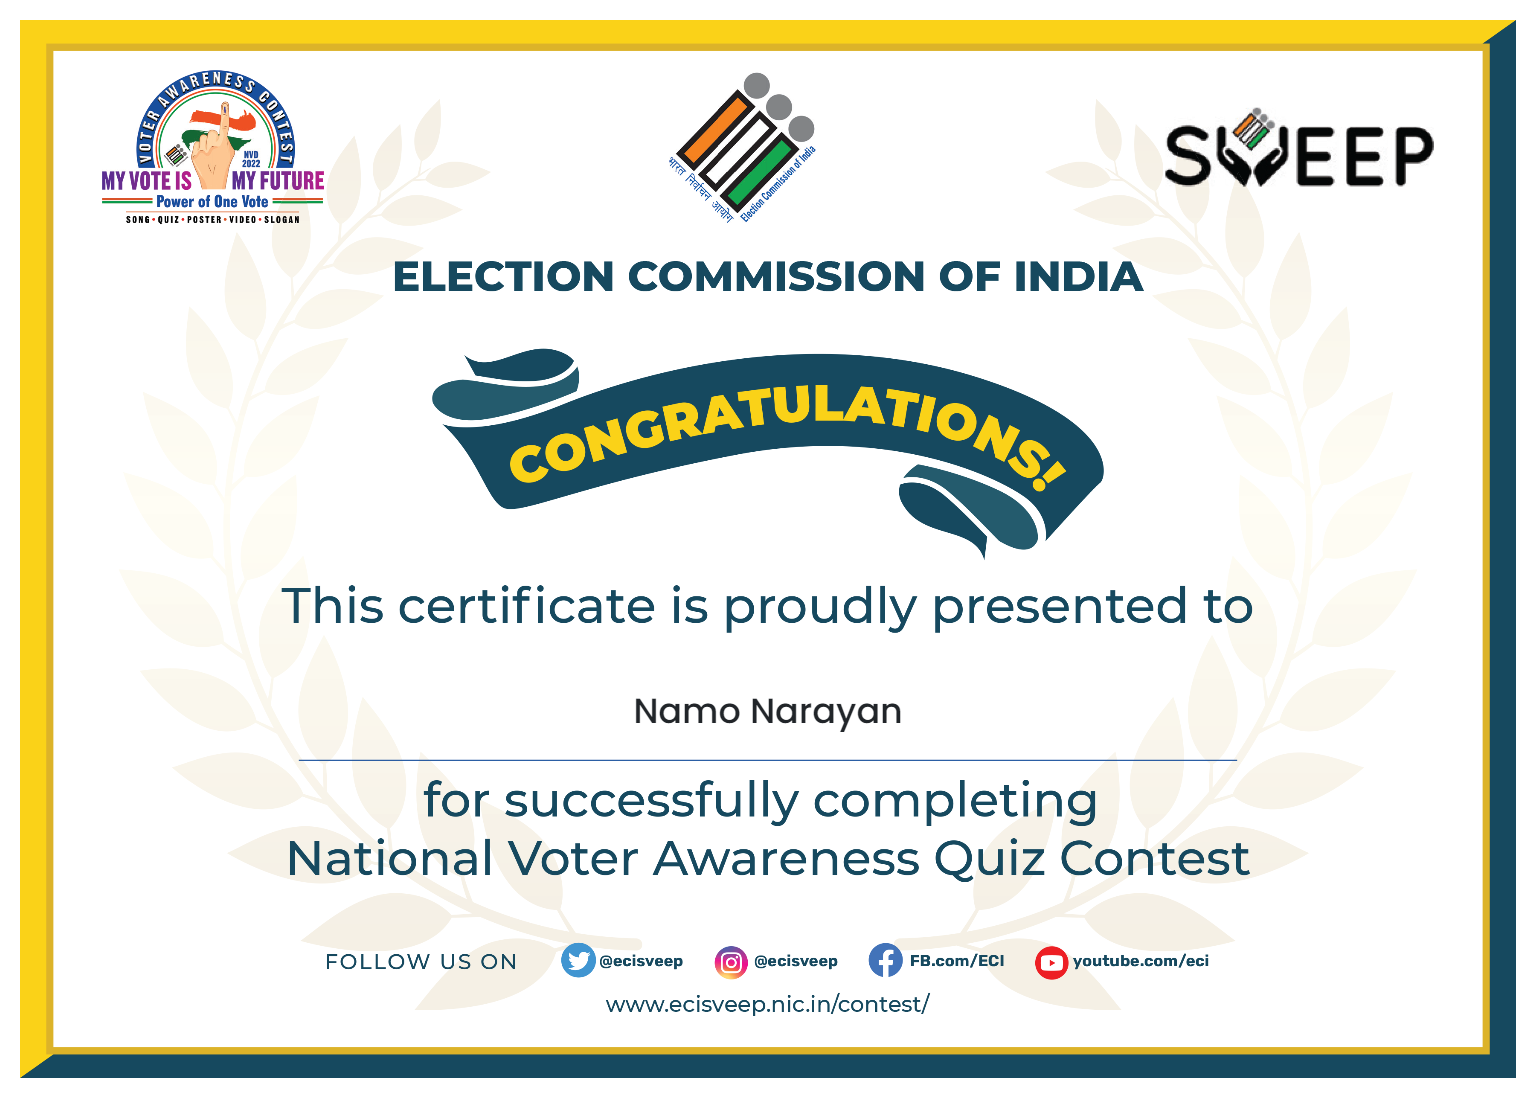 VOTER AWARENESS CONTEST
NVD
2022
MY VOTE IS MY FUTURE
Power of One Vote
SONG • QUIZ • POSTER • VIDEO • SLOGAN
भारत निर्वाचन आयोग
Election Commission of India
SWEEP
ELECTION COMMISSION OF INDIA
CONGRATULATIONS!
This certificate is proudly presented to
Namo Narayan
for successfully completing
National Voter Awareness Quiz Contest
FOLLOW US ON @ecisveep @ecisveep FB.com/ECI youtube.com/eci
www.ecisveep.nic.in/contest/